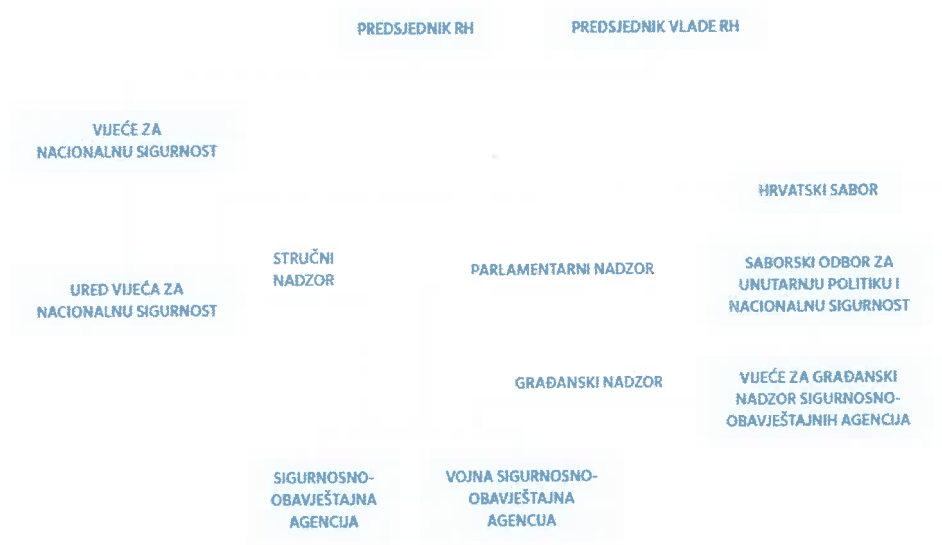 PREDSJEDNIK RH
PREDSJEDNIK VLADE RH
VIJEĆE ZA
NACIONALNU SIGURNOST
HRVATSKI SABOR
STRUČNI
NADZOR
PARLAMENTARNI NADZOR
SABORSKI ODBOR ZA
UNUTARNJU POLITIKU I
NACIONALNU SIGURNOST
URED VIJEĆA ZA
NACIONALNU SIGURNOST
GRAĐANSKI NADZOR
VIJEĆE ZA GRAĐANSKI
NADZOR SIGURNOSNO-
OBAVJEŠTAJNIH AGENCIJA
SIGURNOSNO-
OBAVJEŠTAJNA
AGENCIJA
VOJNA SIGURNOSNO-
OBAVJEŠTAJNA
AGENCIJA